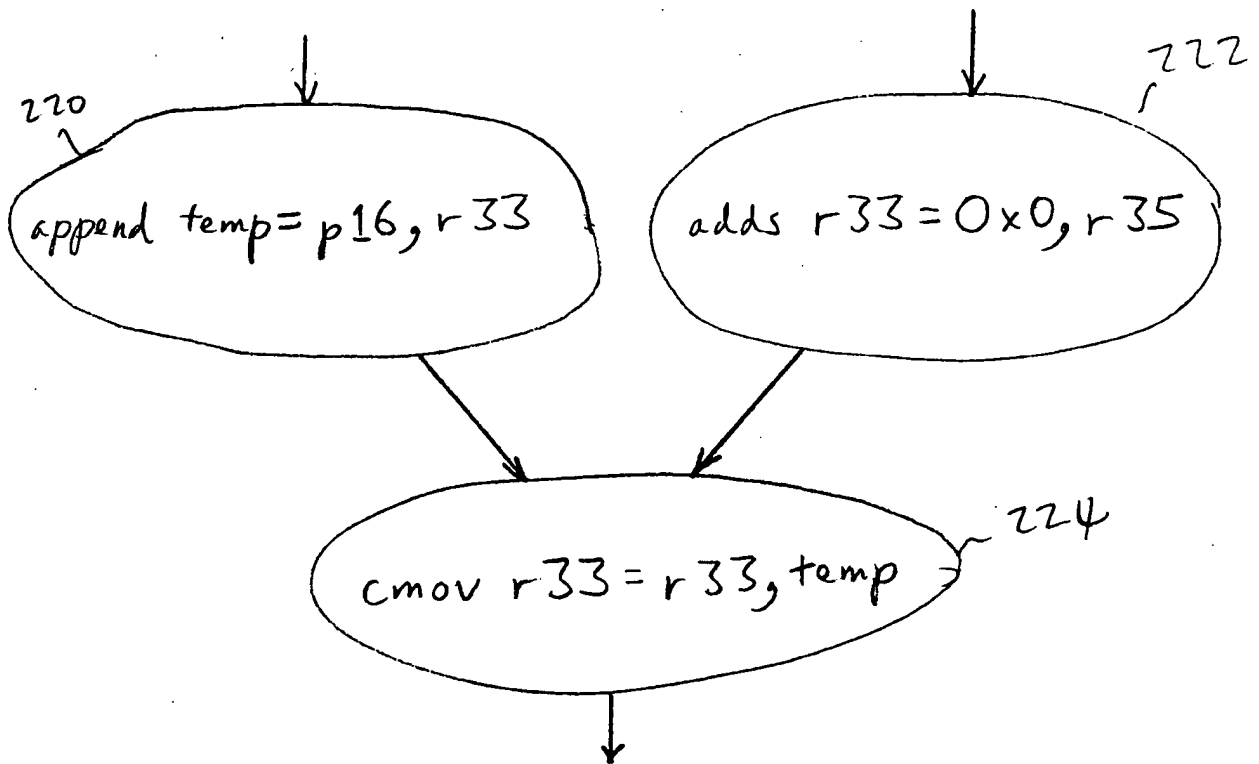 222
220
append temp= p16, r33
adds r33 = 0x0, r35
224
cmov r33 = r33, temp